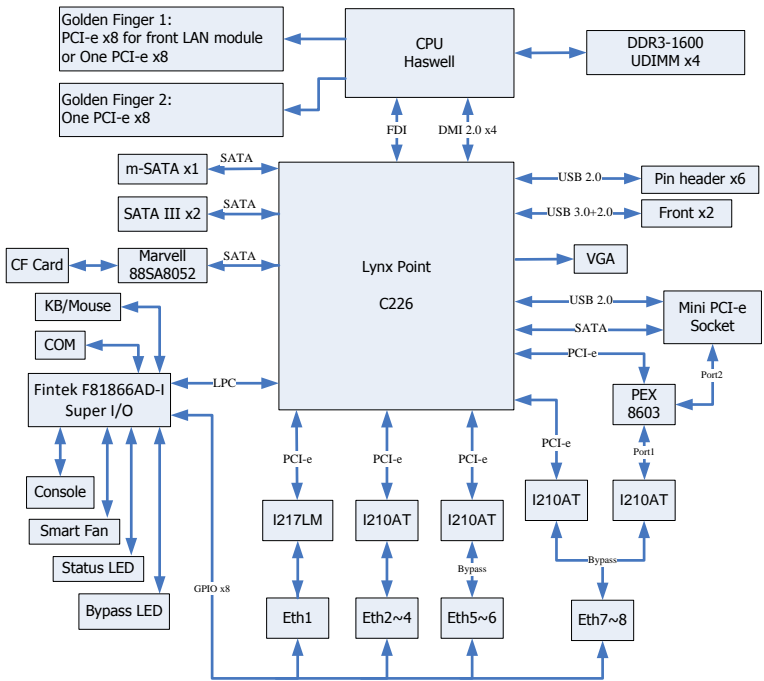 Golden Finger 1:
PCI-e x8 for front LAN module
or One PCI-e x8
CPU
Haswell
DDR3-1600
UDIMM x4
Golden Finger 2:
One PCI-e x8
FDI
DMI 2.0 x4
m-SATA x1
SATA
SATA III x2
SATA
CF Card
Marvell
88SA8052
SATA
Lynx Point
C226
USB 2.0
Pin header x6
USB 3.0+2.0
Front x2
VGA
USB 2.0
SATA
Mini PCI-e
Socket
PCI-e
Port2
KB/Mouse
COM
Fintek F81866AD-I
Super I/O
LPC
PEX
8603
Port1
PCI-e
PCI-e
PCI-e
PCI-e
Console
Smart Fan
Status LED
Bypass LED
GPIO x8
I217LM
I210AT
I210AT
I210AT
I210AT
Bypass
Bypass
Eth1
Eth2~4
Eth5~6
Eth7~8